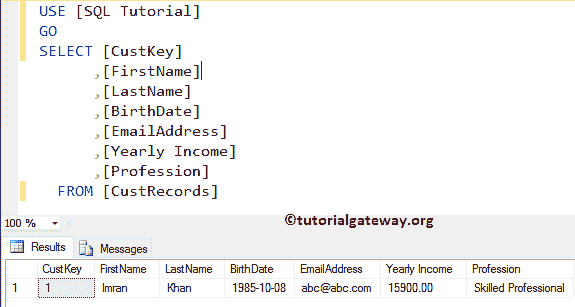 USE [SQL Tutorial]
GO
SELECT [CustKey]
,[FirstName]
,[LastName]
,[BirthDate]
,[EmailAddress]
,[Yearly Income]
,[Profession]
FROM [CustRecords]
©tutorialgateway.org
100 %
Results Messages
CustKey FirstName LastName BirthDate EmailAddress Yearly Income Profession
1 1 Imran Khan 1985-10-08 abc@abc.com 15900.00 Skilled Professional